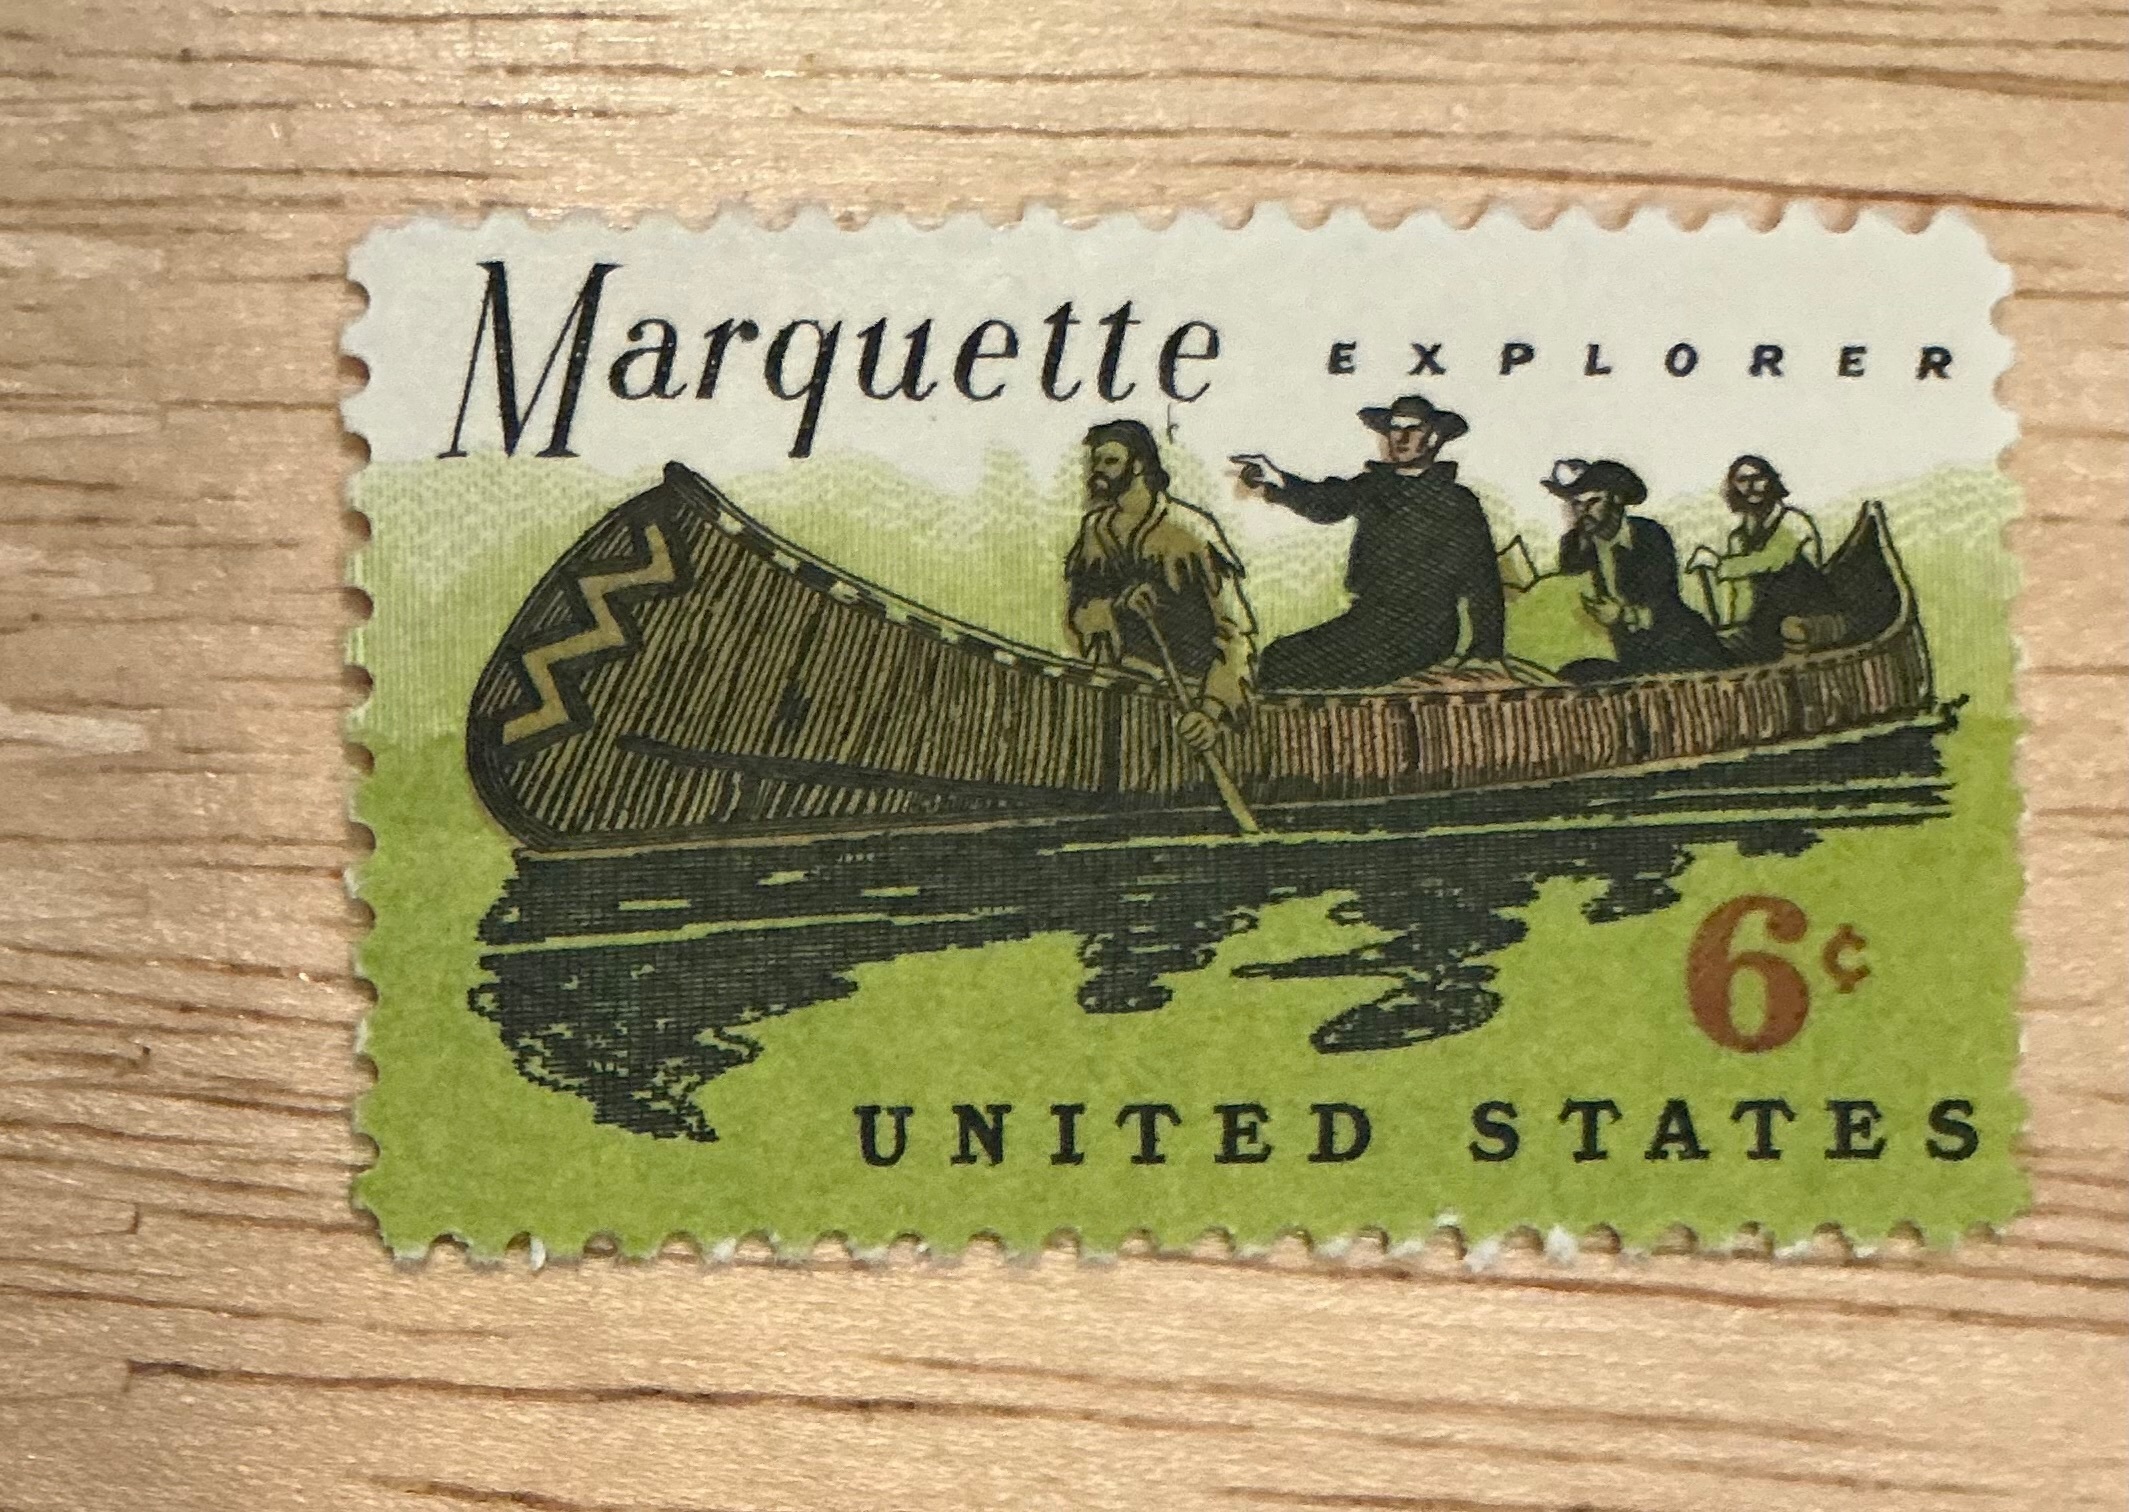 Marquette EXPLORER
6¢
UNITED STATES